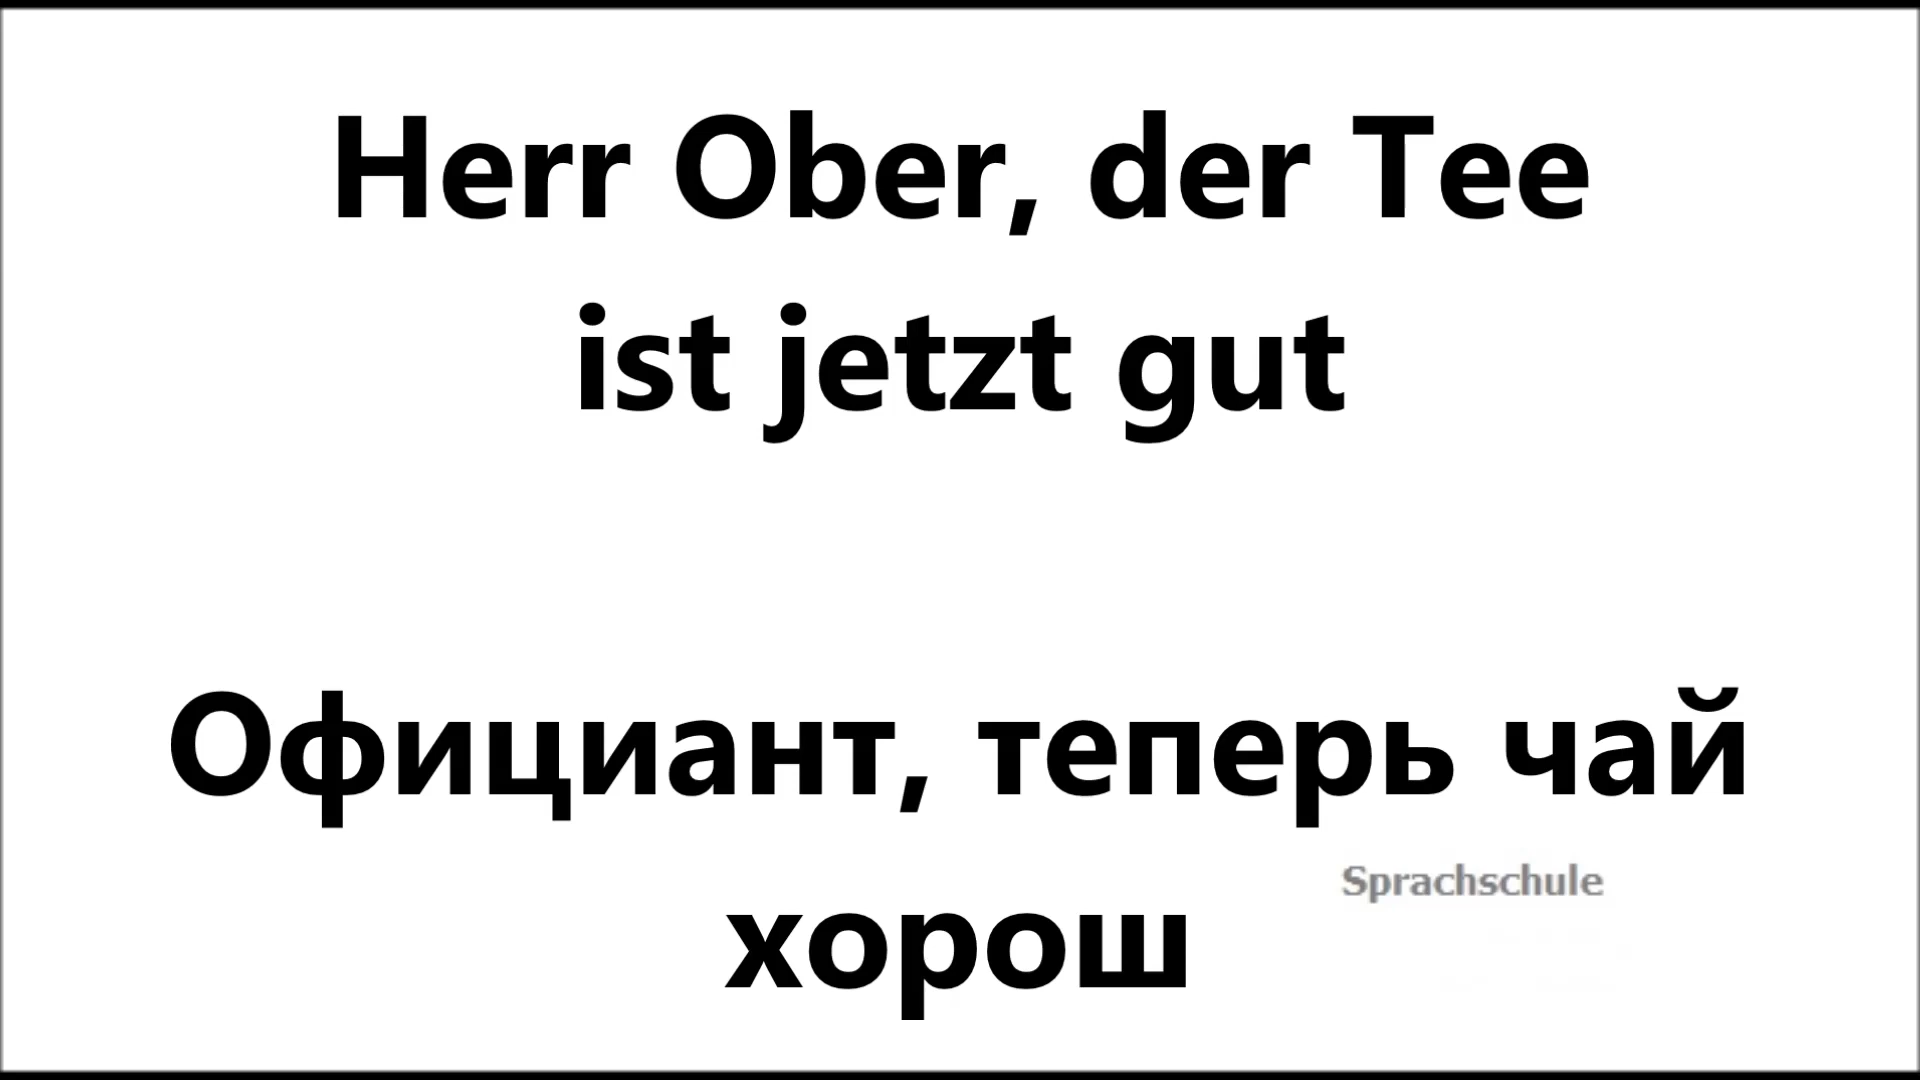 Herr Ober, der Tee
ist jetzt gut
Официант, теперь чай
Sprachschule
хорош